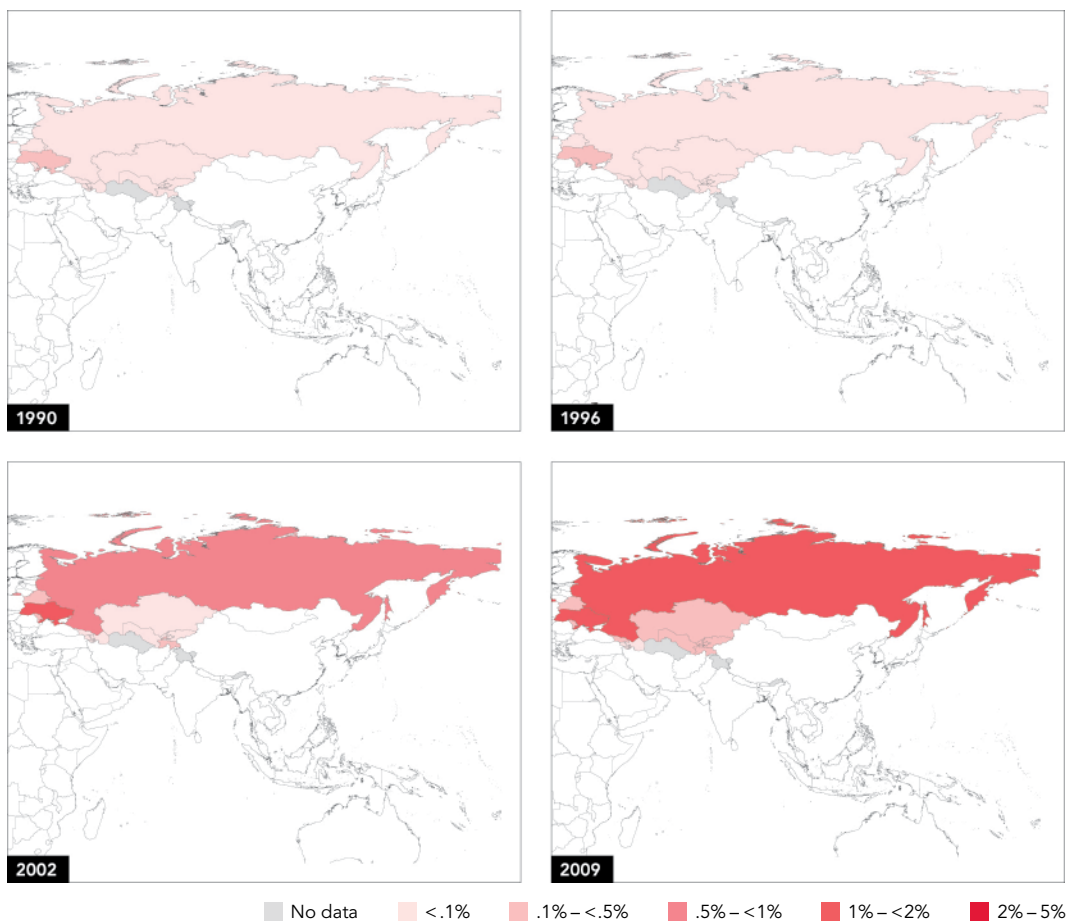 1990
1996
2002
2009
No data <.1% .1% – <.5% .5% – <1% 1% – <2% 2% – 5%